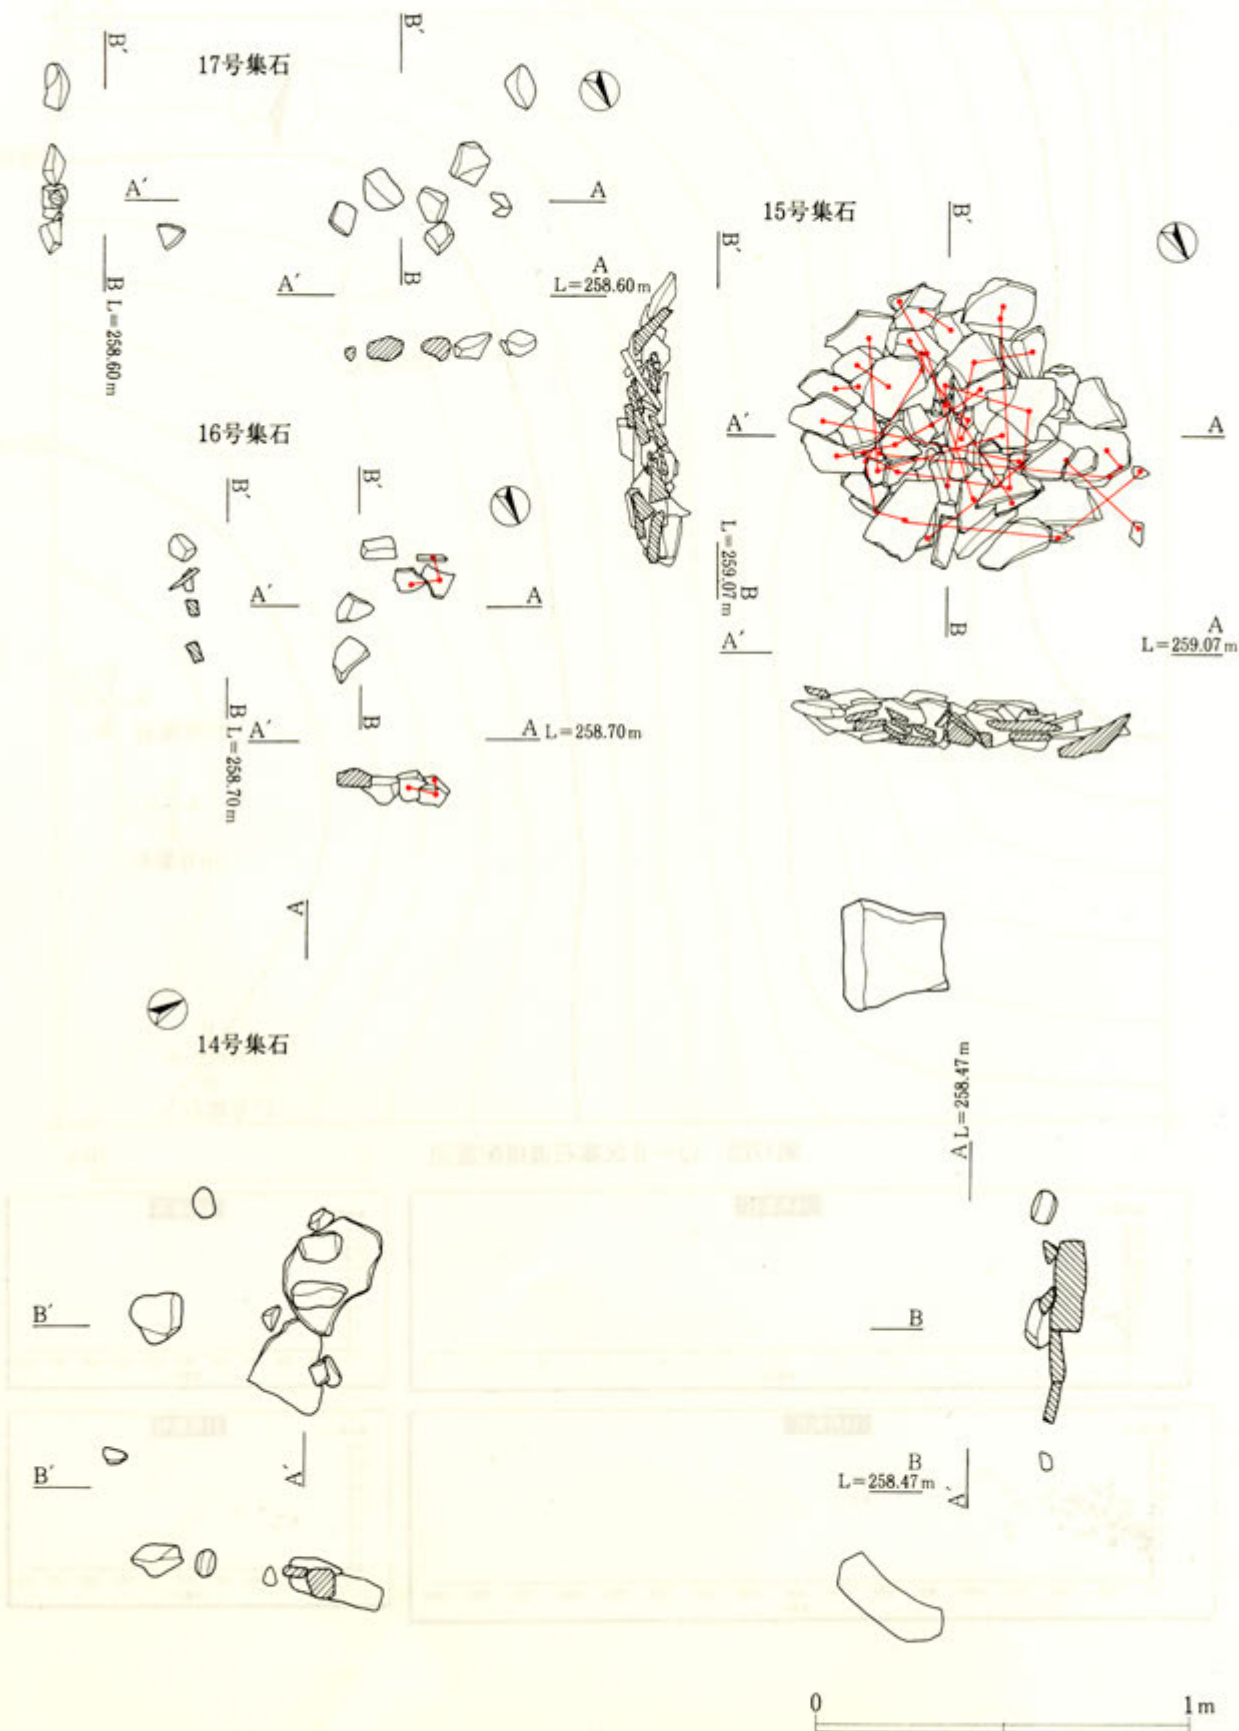 17号集石
B′
B′
A′
A
B
B L=258.60m
A′
A
L=258.60m
15号集石
B′
B′
A′
A
B
L=259.07m
B
A′
A
L=259.07m
16号集石
B′
B′
A′
A
B
B L=258.70m
A′
A L=258.70m
A
14号集石
A L=258.47m
B′
B
A′
B′
B
L=258.47m
A′
0
1m